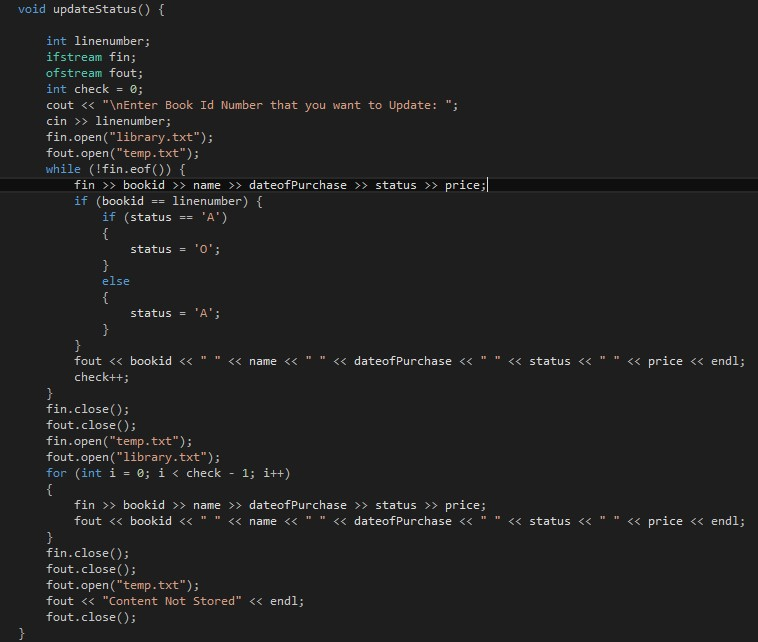 void updateStatus() {
int linenumber;
ifstream fin;
ofstream fout;
int check = 0;
cout << "\nEnter Book Id Number that you want to Update: ";
cin >> linenumber;
fin.open("library.txt");
fout.open("temp.txt");
while (!fin.eof()) {
fin >> bookid >> name >> dateofPurchase >> status >> price;
if (bookid == linenumber) {
if (status == 'A')
{
status = 'O';
}
else
{
status = 'A';
}
}
fout << bookid << " " << name << " " << dateofPurchase << " " << status << " " << price << endl;
check++;
}
fin.close();
fout.close();
fin.open("temp.txt");
fout.open("library.txt");
for (int i = 0; i < check - 1; i++)
{
fin >> bookid >> name >> dateofPurchase >> status >> price;
fout << bookid << " " << name << " " << dateofPurchase << " " << status << " " << price << endl;
}
fin.close();
fout.close();
fout.open("temp.txt");
fout << "Content Not Stored" << endl;
fout.close();
}